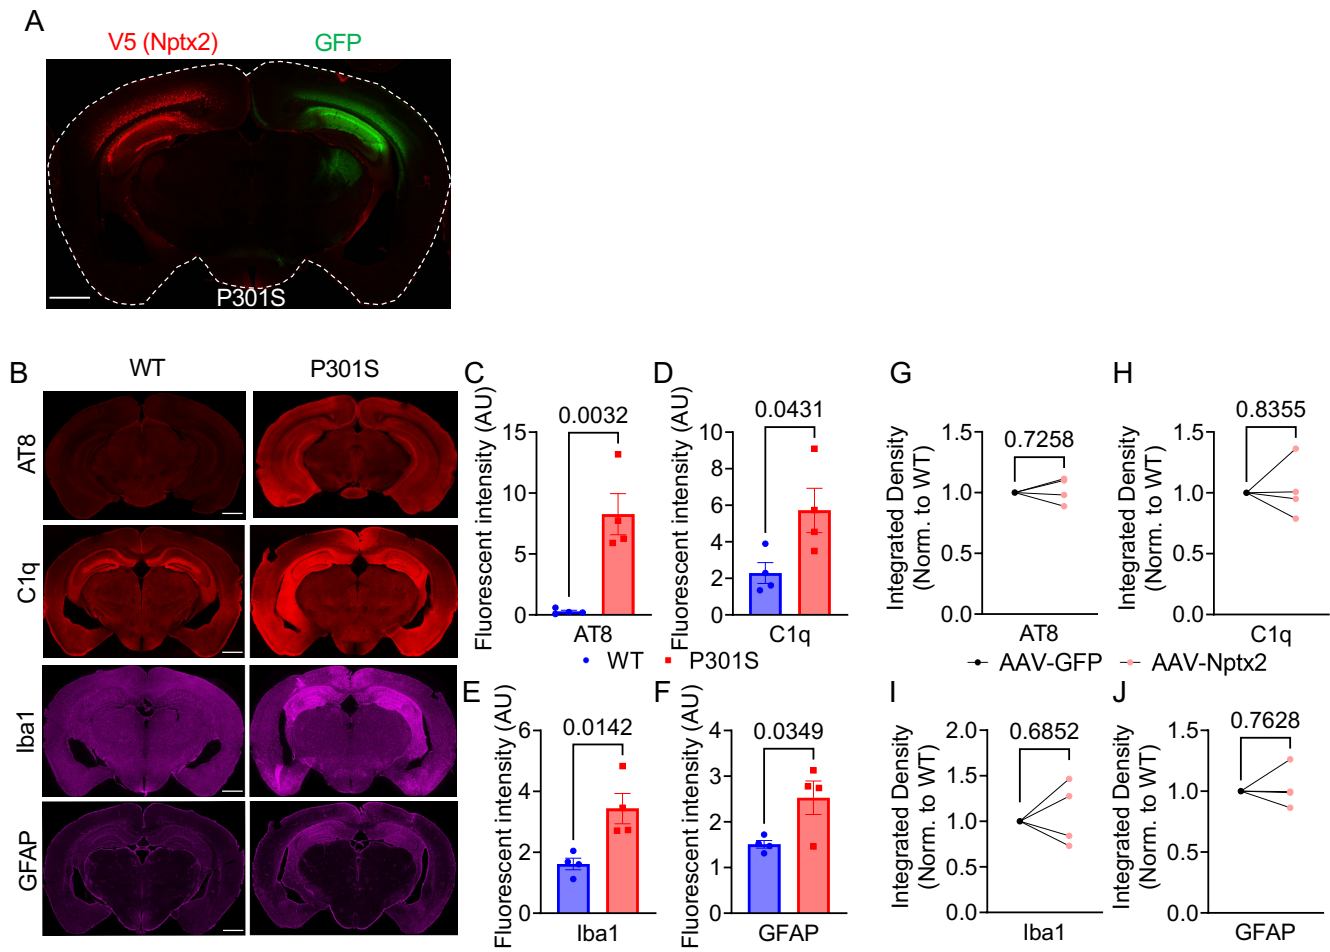 A
V5 (Nptx2) GFP
P301S
B
WT P301S
AT8
C1q
Iba1
GFAP
C
Fluorescent intensity (AU)
15
10
5
0
0.0032
AT8
D
Fluorescent intensity (AU)
10
8
6
4
2
0
0.0431
C1q
WT P301S
E
Fluorescent intensity (AU)
6
4
2
0
0.0142
Iba1
F
Fluorescent intensity (AU)
4
3
2
1
0
0.0349
GFAP
G
Integrated Density
(Norm. to WT)
1.5
1.0
0.5
0.0
0.7258
AT8
H
Integrated Density
(Norm. to WT)
1.5
1.0
0.5
0.0
0.8355
C1q
AAV-GFP AAV-Nptx2
I
Integrated Density
(Norm. to WT)
2.0
1.5
1.0
0.5
0.0
0.6852
Iba1
J
Integrated Density
(Norm. to WT)
1.5
1.0
0.5
0.0
0.7628
GFAP